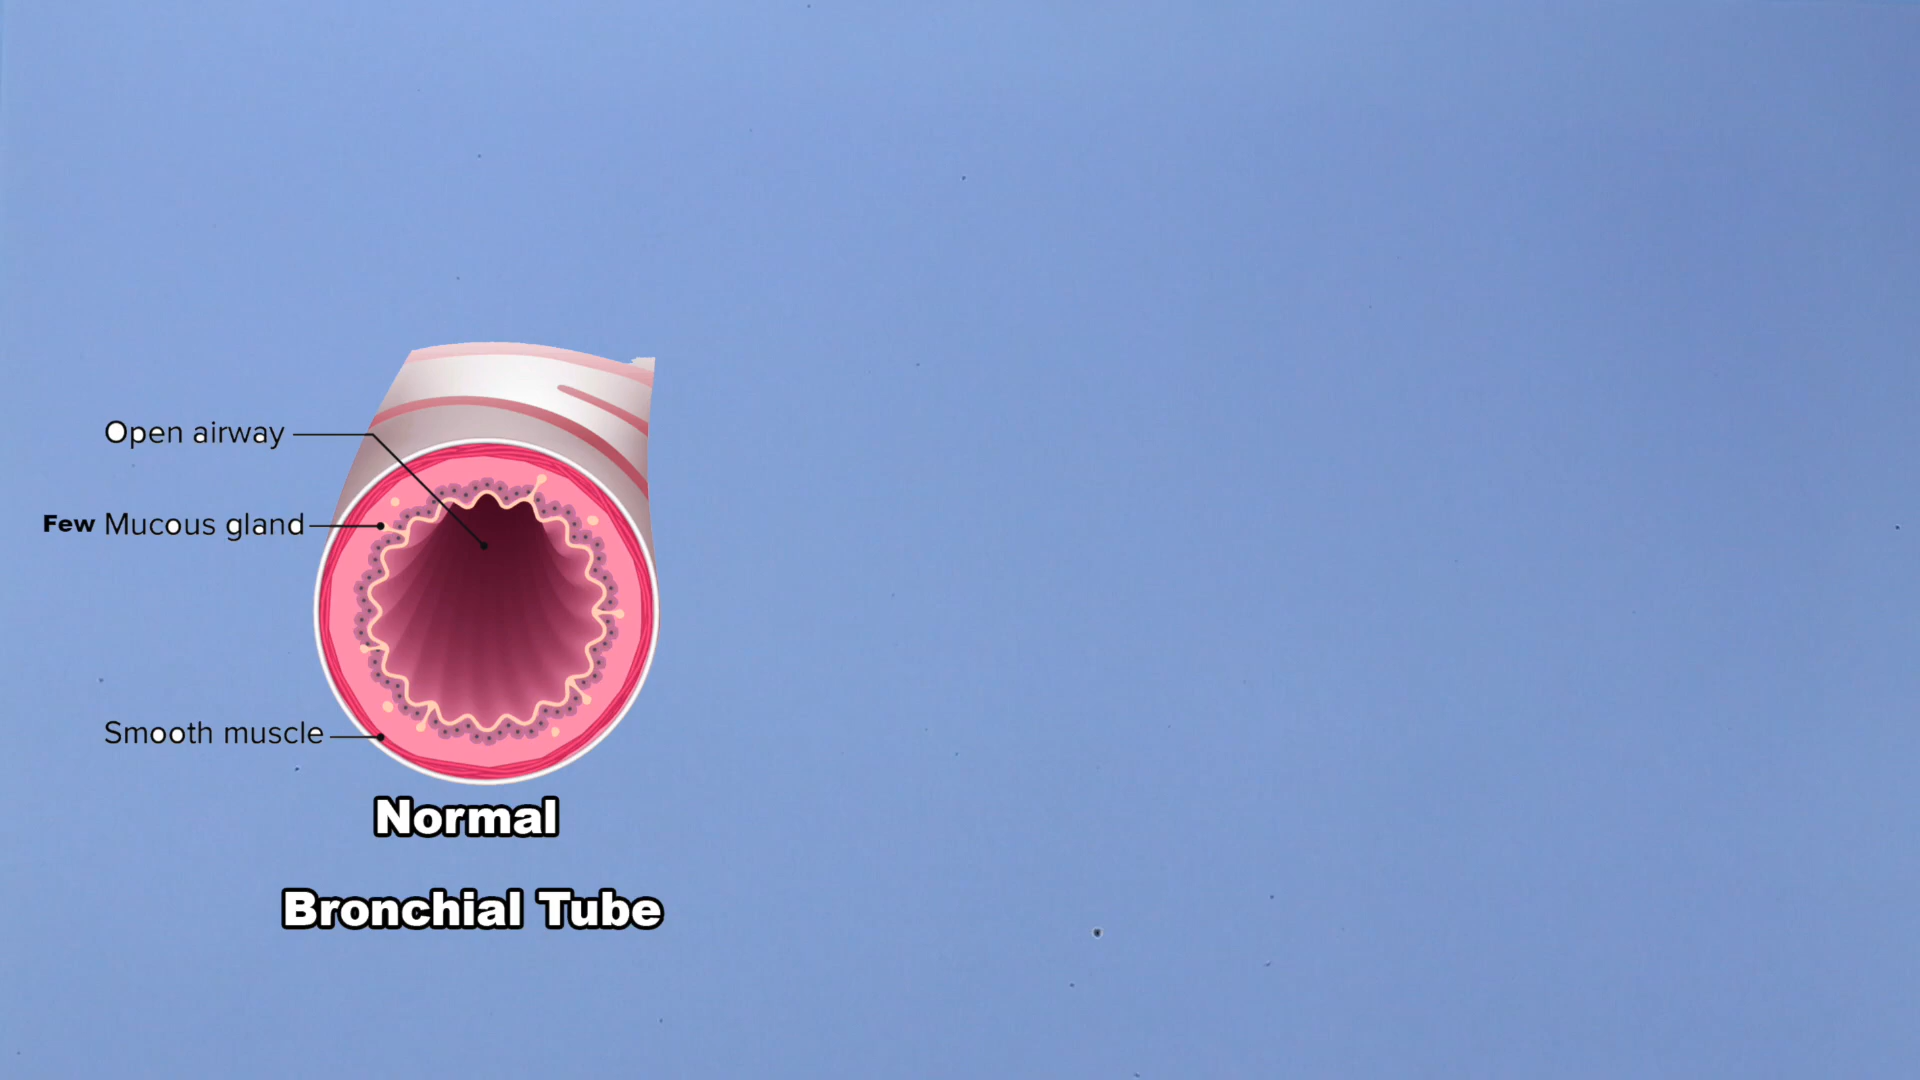 Open airway
Few Mucous gland
Smooth muscle
Normal
Bronchial Tube